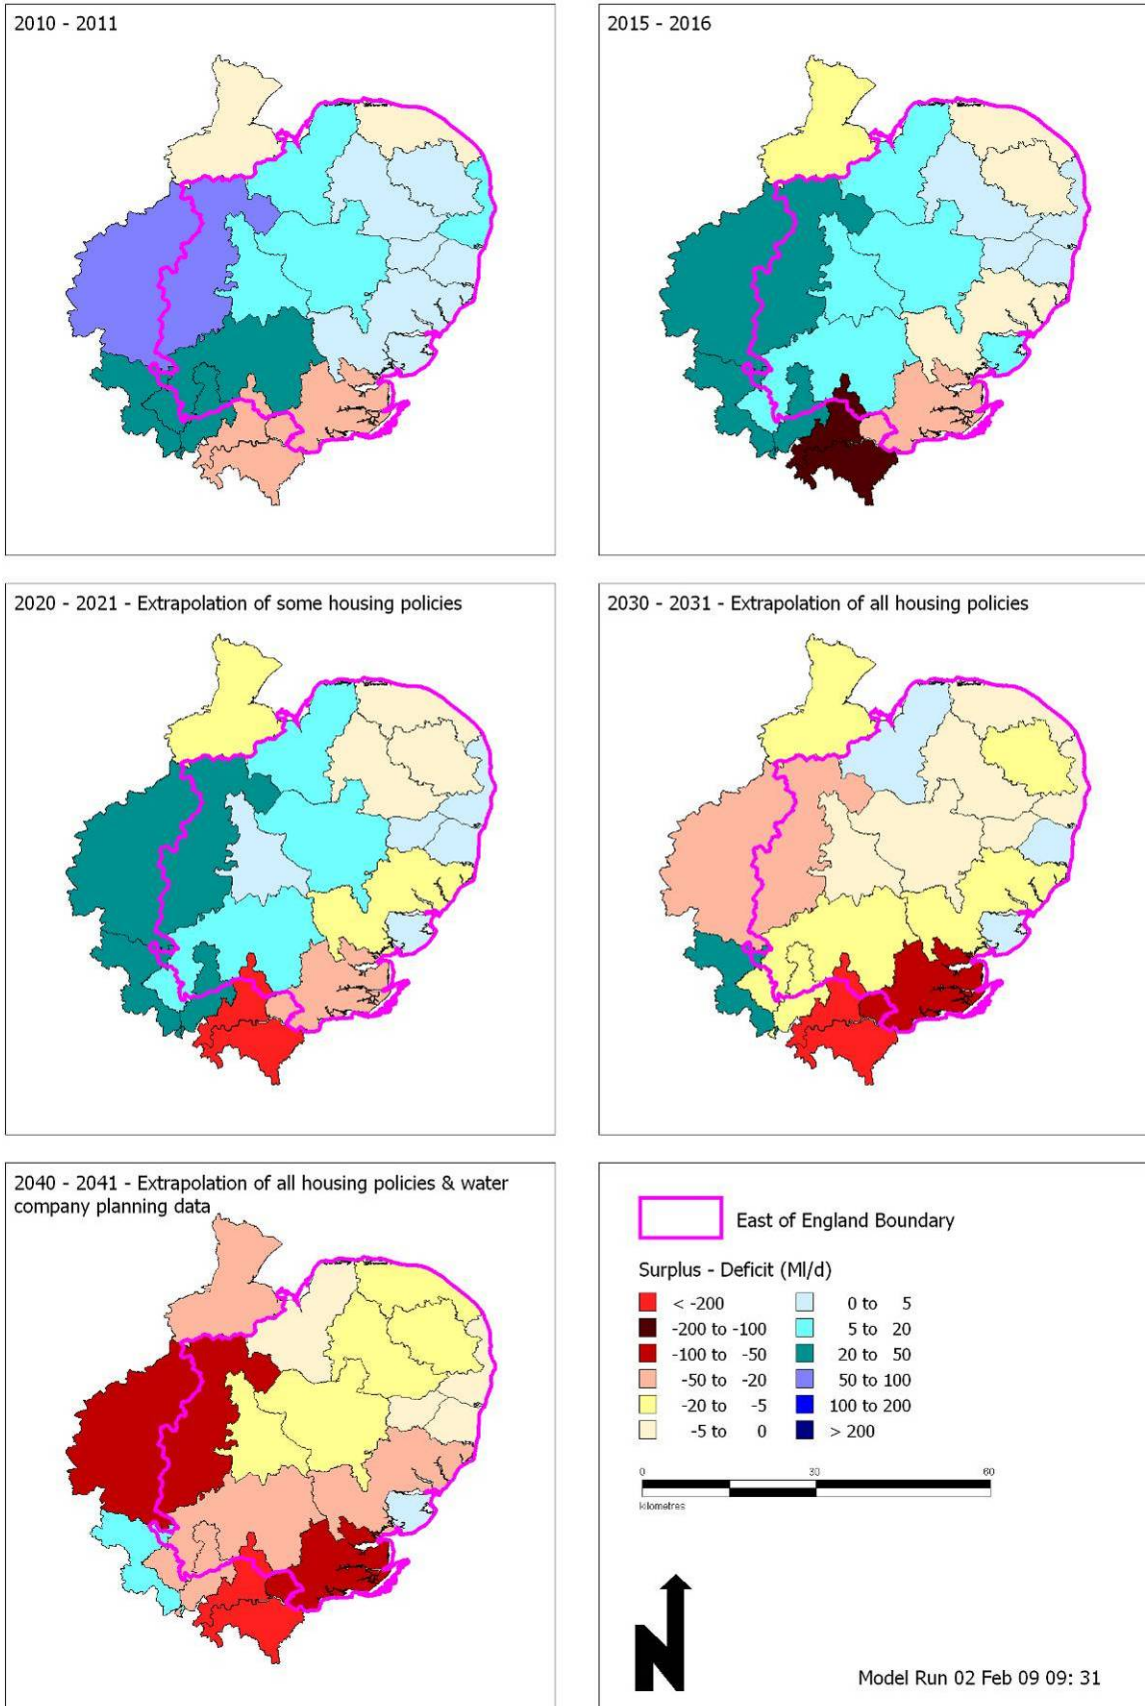 2010 - 2011
2015 - 2016
2020 - 2021 - Extrapolation of some housing policies
2030 - 2031 - Extrapolation of all housing policies
2040 - 2041 - Extrapolation of all housing policies & water
company planning data
East of England Boundary
Surplus - Deficit (Ml/d)
< -200
-200 to -100
-100 to -50
-50 to -20
-20 to -5
-5 to 0
0 to 5
5 to 20
20 to 50
50 to 100
100 to 200
> 200
0 30 60
kilometres
N
Model Run 02 Feb 09 09: 31